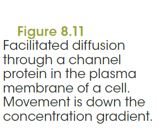 Figure 8.11
Facilitated diffusion
through a channel
protein in the plasma
membrane of a cell.
Movement is down the
concentration gradient.